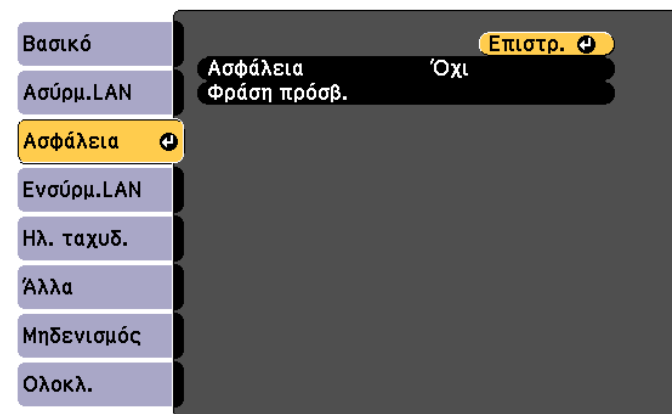 Βασικό
Ασύρμ.LAN
Ασφάλεια
Ενσύρμ.LAN
Ηλ. ταχυδ.
Άλλα
Μηδενισμός
Ολοκλ.
Επιστρ.
Ασφάλεια Όχι
Φράση πρόσβ.